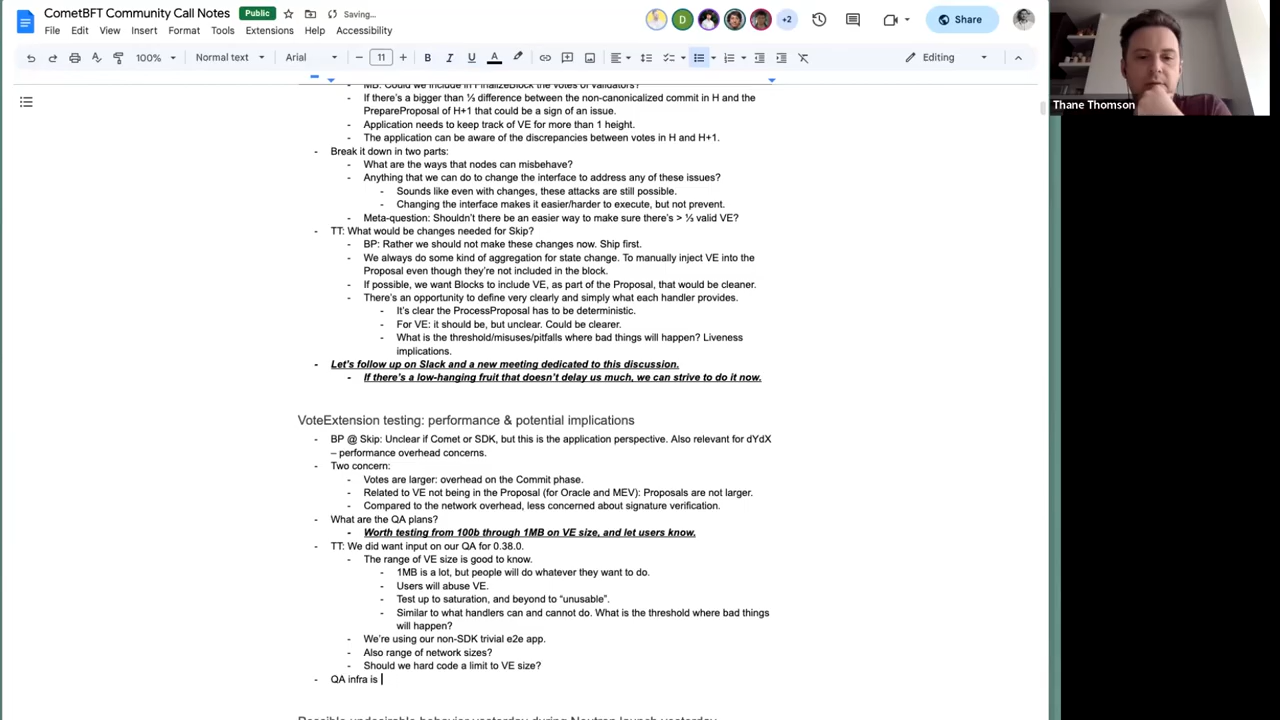 CometBFT Community Call Notes Public Saving...
File Edit View Insert Format Tools Extensions Help Accessibility
D
+2
Share
100% Normal text Arial 11 B I U A Editing
MB: Could we include in FinalizeBlock the votes of validators?
- If there's a bigger than ⅓ difference between the non-canonicalized commit in H and the
PrepareProposal of H+1 that could be a sign of an issue.
- Application needs to keep track of VE for more than 1 height.
- The application can be aware of the discrepancies between votes in H and H+1.
- Break it down in two parts:
- What are the ways that nodes can misbehave?
- Anything that we can do to change the interface to address any of these issues?
- Sounds like even with changes, these attacks are still possible.
- Changing the interface makes it easier/harder to execute, but not prevent.
- Meta-question: Shouldn't there be an easier way to make sure there's > ⅓ valid VE?
- TT: What would be changes needed for Skip?
- BP: Rather we should not make these changes now. Ship first.
- We always do some kind of aggregation for state change. To manually inject VE into the
Proposal even though they're not included in the block.
- If possible, we want Blocks to include VE, as part of the Proposal, that would be cleaner.
- There's an opportunity to define very clearly and simply what each handler provides.
- It's clear the ProcessProposal has to be deterministic.
- For VE: it should be, but unclear. Could be clearer.
- What is the threshold/misuses/pitfalls where bad things will happen? Liveness
implications.
- Let's follow up on Slack and a new meeting dedicated to this discussion.
- If there's a low-hanging fruit that doesn't delay us much, we can strive to do it now.
VoteExtension testing: performance & potential implications
- BP @ Skip: Unclear if Comet or SDK, but this is the application perspective. Also relevant for dYdX
– performance overhead concerns.
- Two concern:
- Votes are larger: overhead on the Commit phase.
- Related to VE not being in the Proposal (for Oracle and MEV): Proposals are not larger.
- Compared to the network overhead, less concerned about signature verification.
- What are the QA plans?
- Worth testing from 100b through 1MB on VE size, and let users know.
- TT: We did want input on our QA for 0.38.0.
- The range of VE size is good to know.
- 1MB is a lot, but people will do whatever they want to do.
- Users will abuse VE.
- Test up to saturation, and beyond to “unusable”.
- Similar to what handlers can and cannot do. What is the threshold where bad things
will happen?
- We're using our non-SDK trivial e2e app.
- Also range of network sizes?
- Should we hard code a limit to VE size?
- QA infra is
Possible undesirable behavior yesterday during Neutron launch yesterday
Thane Thomson